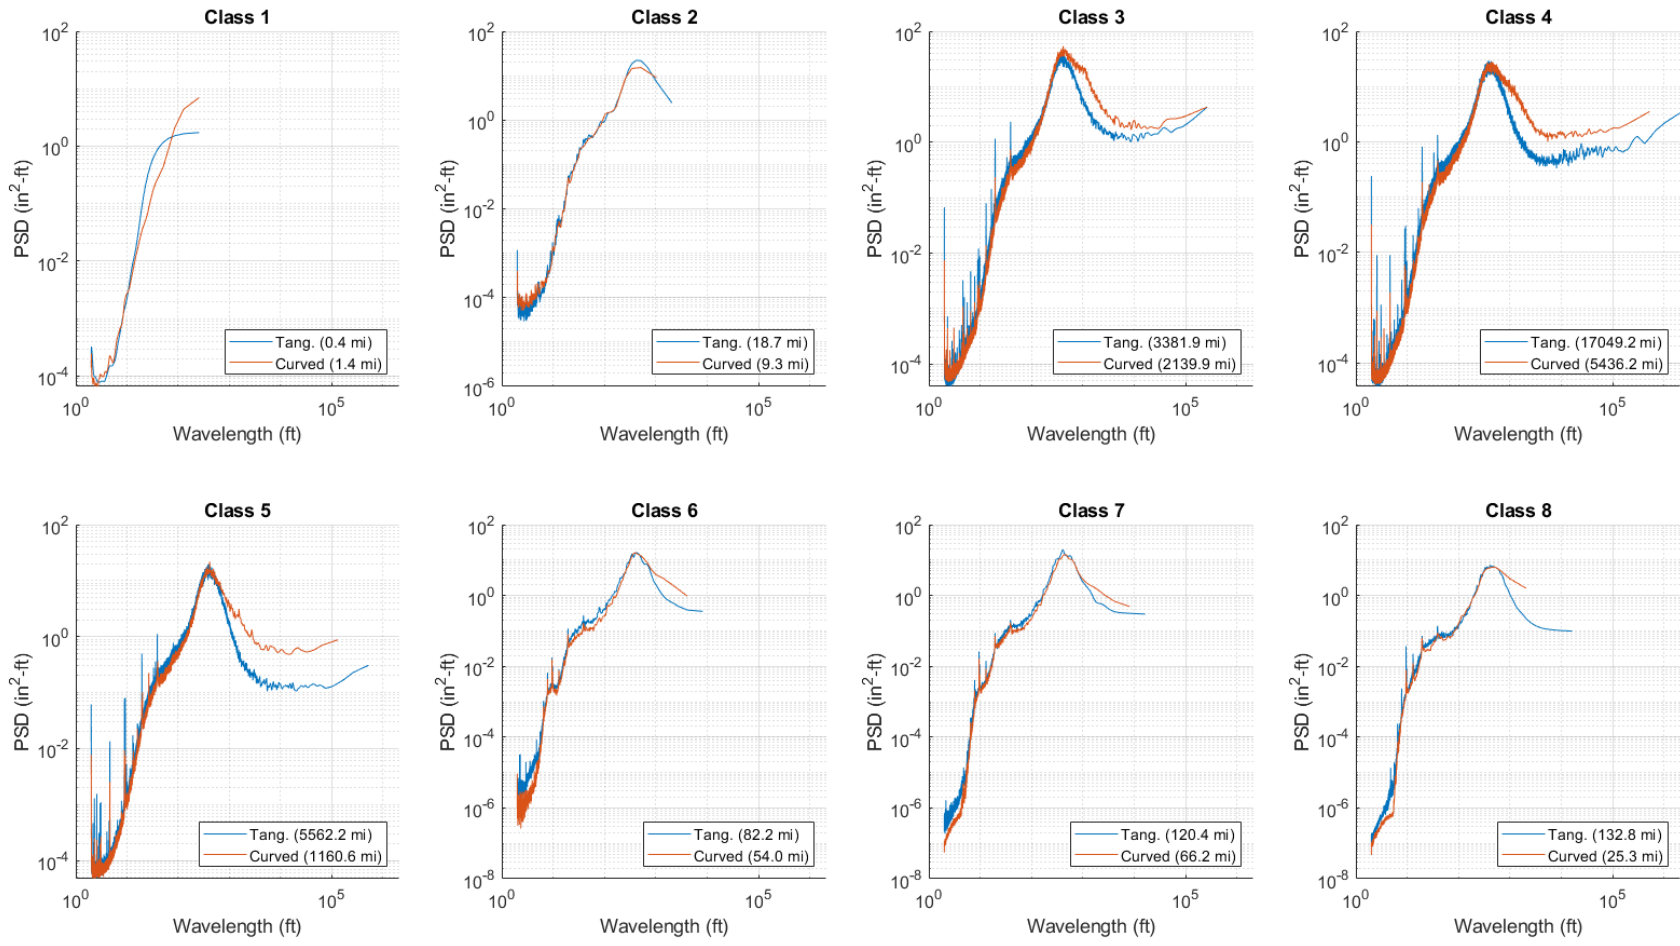 Class 1
10^2
10^0
10^-2
10^-4
PSD (in^2-ft)
Tang. (0.4 mi)
Curved (1.4 mi)
10^0
10^5
Wavelength (ft)
Class 2
10^2
10^0
10^-2
10^-4
10^-6
PSD (in^2-ft)
Tang. (18.7 mi)
Curved (9.3 mi)
10^0
10^5
Wavelength (ft)
Class 3
10^2
10^0
10^-2
10^-4
PSD (in^2-ft)
Tang. (3381.9 mi)
Curved (2139.9 mi)
10^0
10^5
Wavelength (ft)
Class 4
10^2
10^0
10^-2
10^-4
PSD (in^2-ft)
Tang. (17049.2 mi)
Curved (5436.2 mi)
10^0
10^5
Wavelength (ft)
Class 5
10^2
10^0
10^-2
10^-4
PSD (in^2-ft)
Tang. (5562.2 mi)
Curved (1160.6 mi)
10^0
10^5
Wavelength (ft)
Class 6
10^2
10^0
10^-2
10^-4
10^-6
10^-8
PSD (in^2-ft)
Tang. (82.2 mi)
Curved (54.0 mi)
10^0
10^5
Wavelength (ft)
Class 7
10^2
10^0
10^-2
10^-4
10^-6
10^-8
PSD (in^2-ft)
Tang. (120.4 mi)
Curved (66.2 mi)
10^0
10^5
Wavelength (ft)
Class 8
10^2
10^0
10^-2
10^-4
10^-6
10^-8
PSD (in^2-ft)
Tang. (132.8 mi)
Curved (25.3 mi)
10^0
10^5
Wavelength (ft)